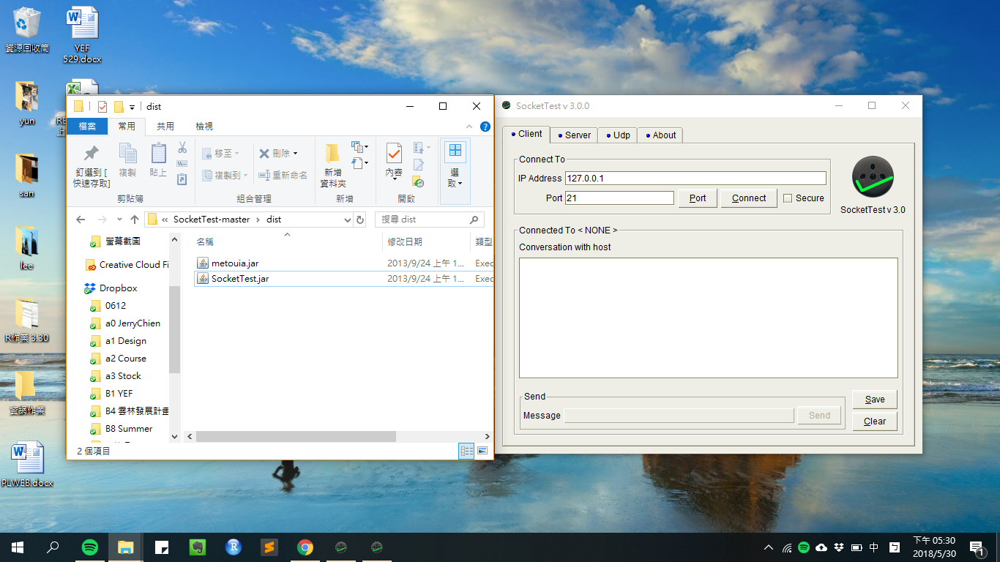 資源回收筒
YEF
529.docx
yun
san
lee
R作業 3.30
資網作業
PLWEB.docx
dist
檔案
常用
共用
檢視
釘選到 [
快速存取]
複製
貼上
剪貼簿
移至
複製到
刪除
重新命名
組合管理
新增
資料夾
新增
內容
開啟
選
取
« SocketTest-master › dist
搜尋 dist
螢幕截圖
Creative Cloud Fi
Dropbox
0612
a0 JerryChien
a1 Design
a2 Course
a3 Stock
B1 YEF
B4 雲林發展計畫
B8 Summer
名稱
修改日期
類型
metouia.jar
2013/9/24 上午 1...
Exec
SocketTest.jar
2013/9/24 上午 1...
Exec
2 個項目
SocketTest v 3.0.0
Client
Server
Udp
About
Connect To
IP Address 127.0.0.1
Port 21
Port
Connect
Secure
SocketTest v 3.0
Connected To < NONE >
Conversation with host
Send
Message
Send
Save
Clear
中
下午 05:30
2018/5/30
1